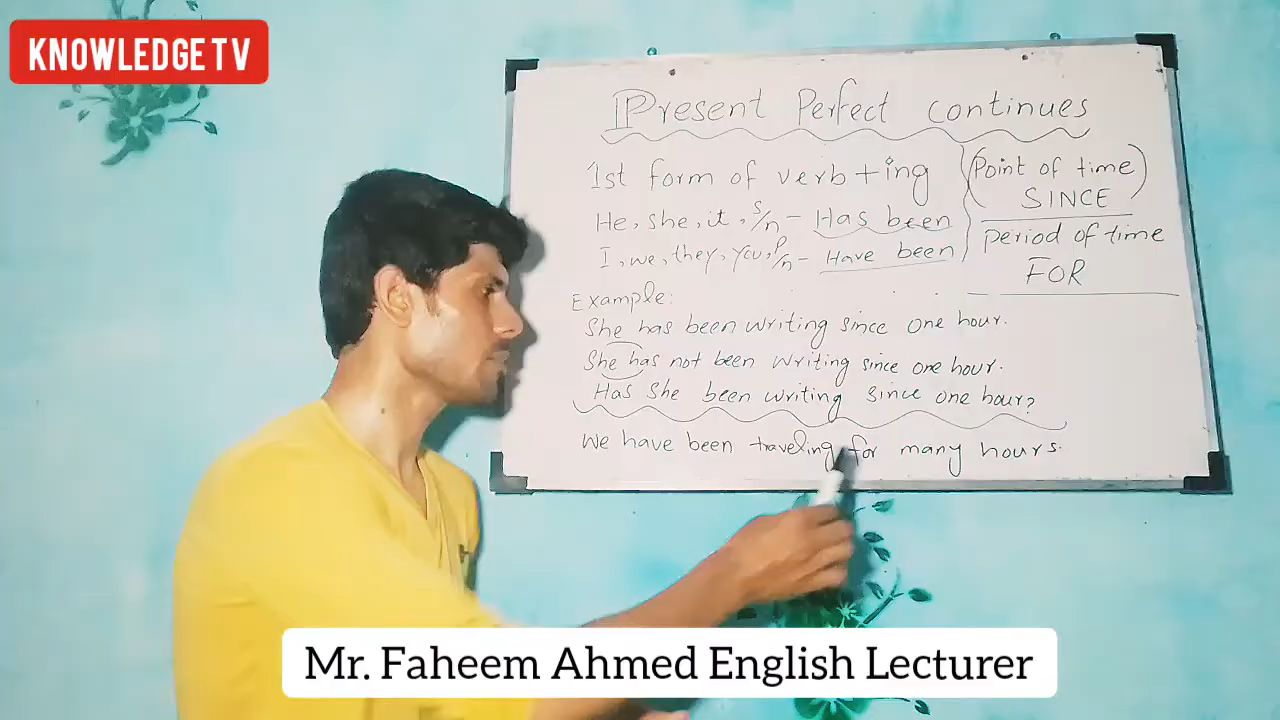 KNOWLEDGE TV
Present Perfect continues
1st form of verb + ing
He, she, it, s/n - Has been
I, we, they, you, p/n - Have been
(Point of time)
SINCE
period of time
FOR
Example:
She has been writing since one hour.
She has not been writing since one hour.
Has she been writing since one hour?
We have been traveling for many hours.
Mr. Faheem Ahmed English Lecturer